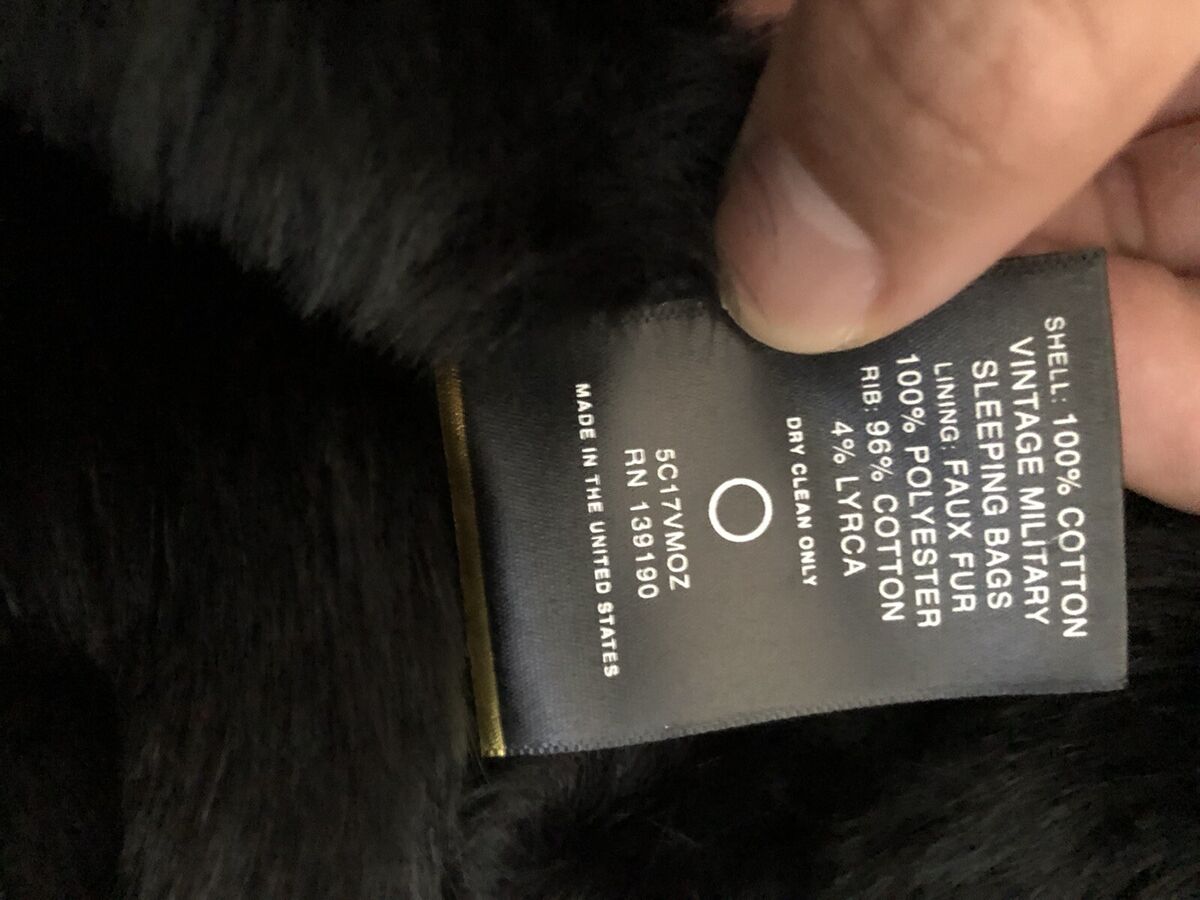 SHELL: 100% COTTON
VINTAGE MILITARY
SLEEPING BAGS
LINING: FAUX FUR
100% POLYESTER
RIB: 96% COTTON
4% LYRCA
DRY CLEAN ONLY
5C17VMOZ
RN 139190
MADE IN THE UNITED STATES